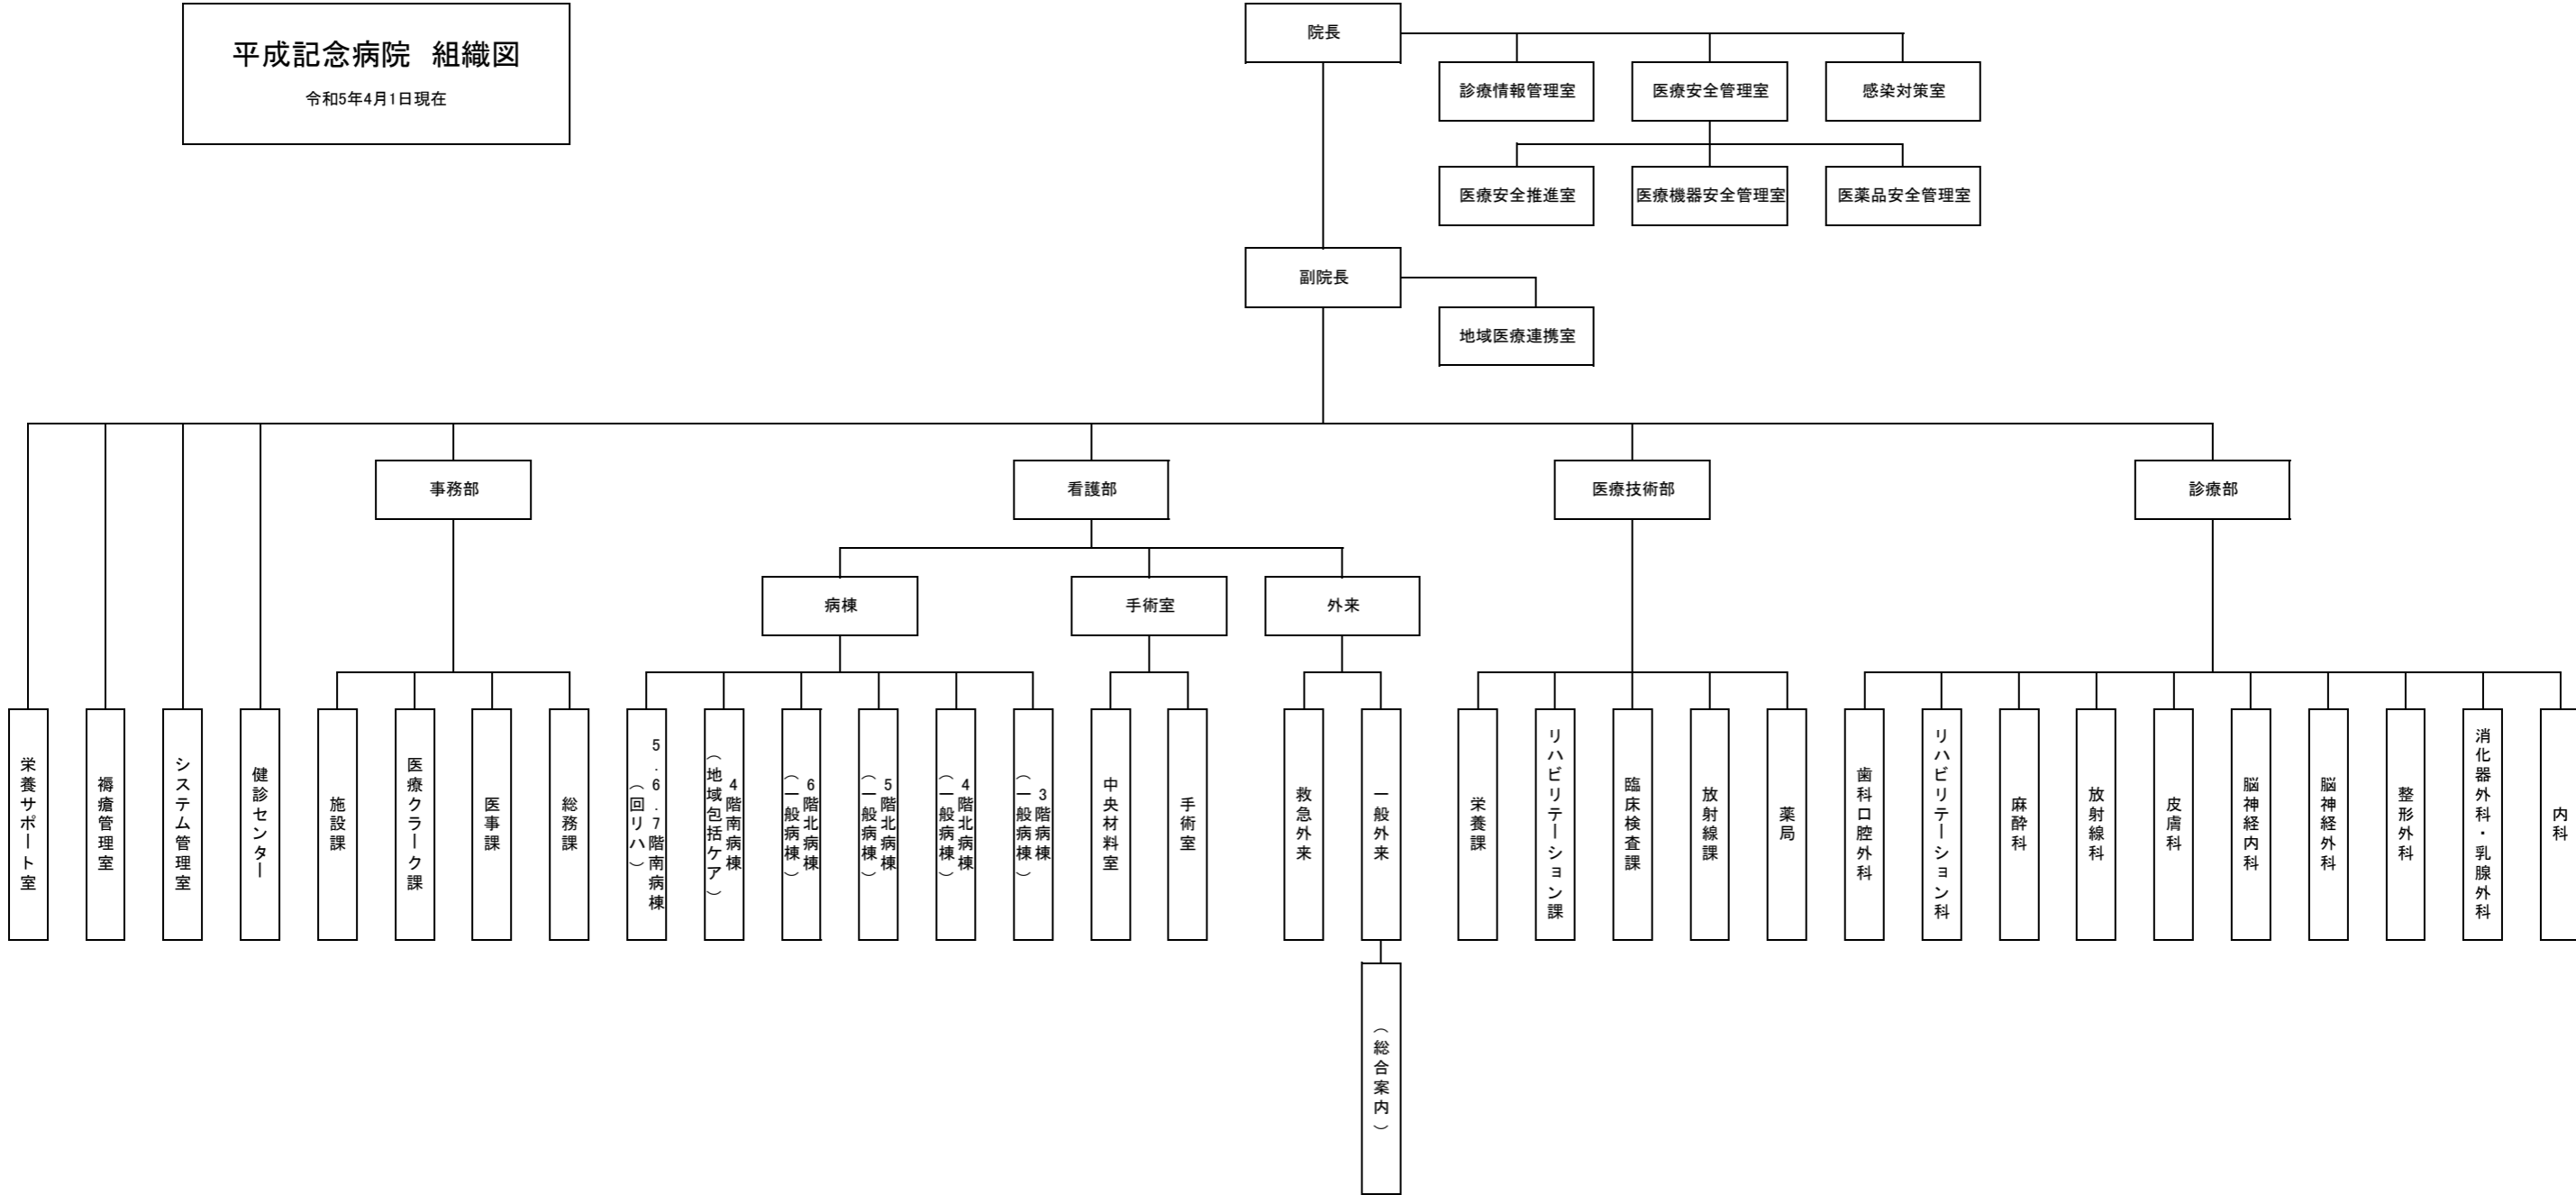 平成記念病院　組織図
令和5年4月1日現在
院長
診療情報管理室
医療安全管理室
感染対策室
医療安全推進室
医療機器安全管理室
医薬品安全管理室
副院長
地域医療連携室
事務部
看護部
医療技術部
診療部
病棟
手術室
外来
栄養サポート室
褥瘡管理室
システム管理室
健診センター
施設課
医療クラーク課
医事課
総務課
5.6.7階南病棟
（回リハ）
4階南病棟
（地域包括ケア）
6階北病棟
（一般病棟）
5階北病棟
（一般病棟）
4階北病棟
（一般病棟）
3階病棟
（一般病棟）
中央材料室
手術室
救急外来
一般外来
栄養課
リハビリテーション課
臨床検査課
放射線課
薬局
歯科口腔外科
リハビリテーション科
麻酔科
放射線科
皮膚科
脳神経内科
脳神経外科
整形外科
消化器外科・乳腺外科
内科
（総合案内）